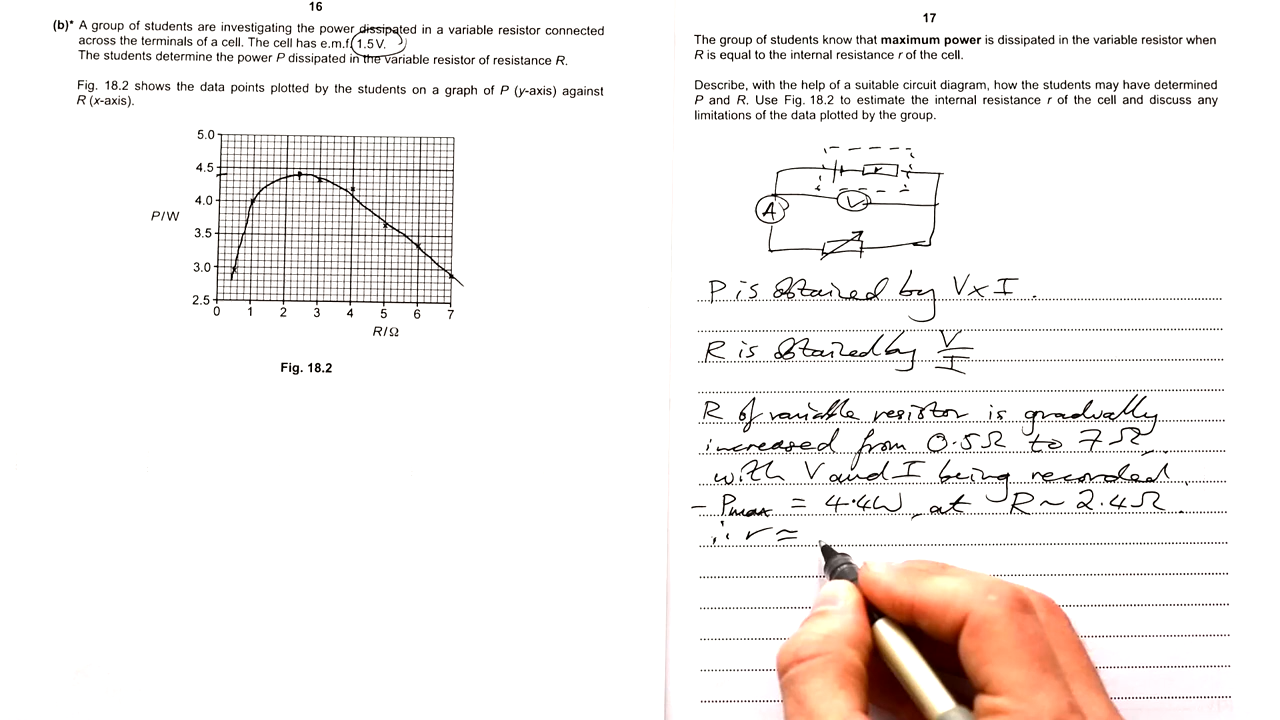 16
(b)* A group of students are investigating the power dissipated in a variable resistor connected
across the terminals of a cell. The cell has e.m.f. 1.5 V.
The students determine the power P dissipated in the variable resistor of resistance R.
Fig. 18.2 shows the data points plotted by the students on a graph of P (y-axis) against
R (x-axis).
5.0
4.5
4.0
3.5
3.0
2.5
P/W
0 1 2 3 4 5 6 7
R/Ω
Fig. 18.2
17
The group of students know that maximum power is dissipated in the variable resistor when
R is equal to the internal resistance r of the cell.
Describe, with the help of a suitable circuit diagram, how the students may have determined
P and R. Use Fig. 18.2 to estimate the internal resistance r of the cell and discuss any
limitations of the data plotted by the group.
r
V
A
P is obtained by V x I.
R is obtained by V/I
R of variable resistor is gradually
increased from 0.5Ω to 7Ω,
with V and I being recorded.
- Pmax = 4.4W, at R ~ 2.4Ω.
∴ r ≈